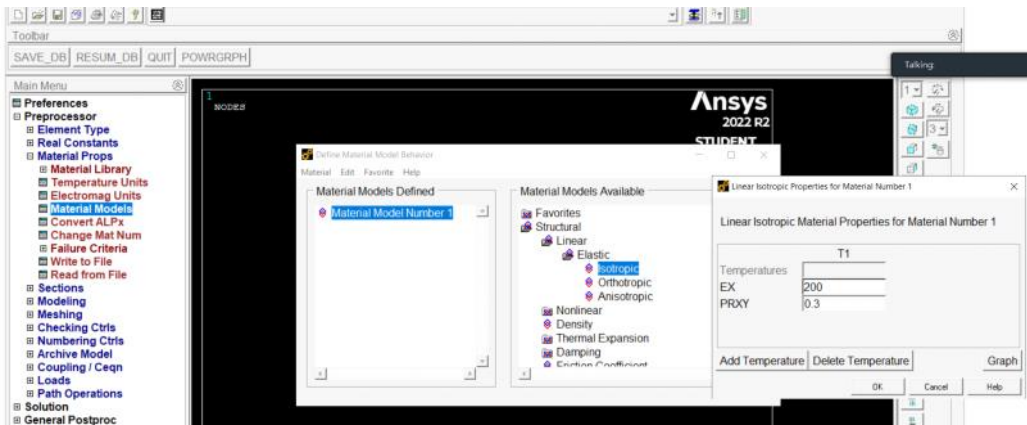 Toolbar
SAVE_DB RESUM_DB QUIT POWRGRPH
Talking:
Main Menu
Preferences
Preprocessor
Element Type
Real Constants
Material Props
Material Library
Temperature Units
Electromag Units
Material Models
Convert ALPx
Change Mat Num
Failure Criteria
Write to File
Read from File
Sections
Modeling
Meshing
Checking Ctrls
Numbering Ctrls
Archive Model
Coupling / Ceqn
Loads
Path Operations
Solution
General Postproc
1
NODES
Ansys
2022 R2
STUDENT
Define Material Model Behavior
Material Edit Favorite Help
Material Models Defined
Material Model Number 1
Material Models Available
Favorites
Structural
Linear
Elastic
Isotropic
Orthotropic
Anisotropic
Nonlinear
Density
Thermal Expansion
Damping
Friction Coefficient
Linear Isotropic Properties for Material Number 1
Linear Isotropic Material Properties for Material Number 1
T1
Temperatures
EX 200
PRXY 0.3
Add Temperature Delete Temperature Graph
OK Cancel Help
1
3